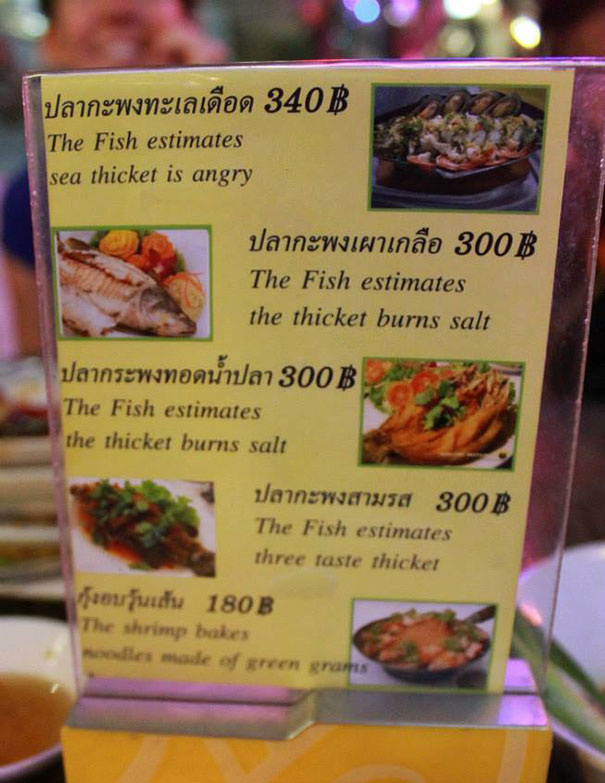 ปลากะพงทะเลเดือด 340฿
The Fish estimates
sea thicket is angry
ปลากะพงเผาเกลือ 300฿
The Fish estimates
the thicket burns salt
ปลากระพงทอดน้ำปลา 300฿
The Fish estimates
the thicket burns salt
ปลากะพงสามรส 300฿
The Fish estimates
three taste thicket
กุ้งอบวุ้นเส้น 180฿
The shrimp bakes
noodles made of green grams